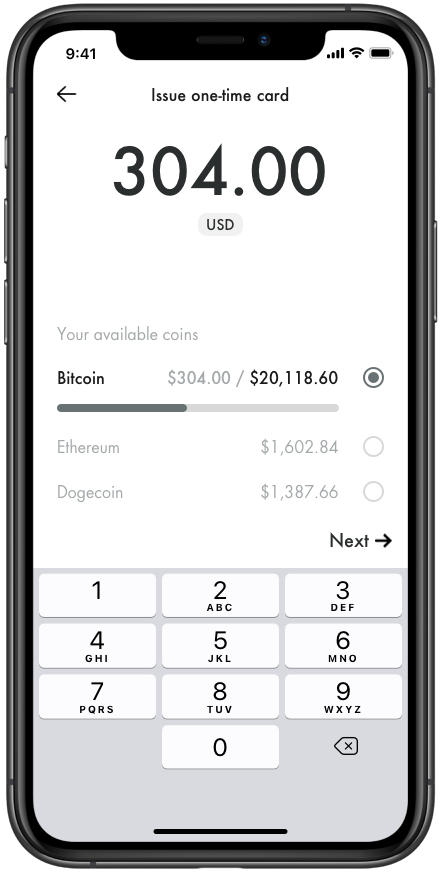 9:41
Issue one-time card
304.00
USD
Your available coins
Bitcoin $304.00 / $20,118.60
Ethereum $1,602.84
Dogecoin $1,387.66
Next
1 2 3
ABC DEF
4 5 6
GHI JKL MNO
7 8 9
PQRS TUV WXYZ
0